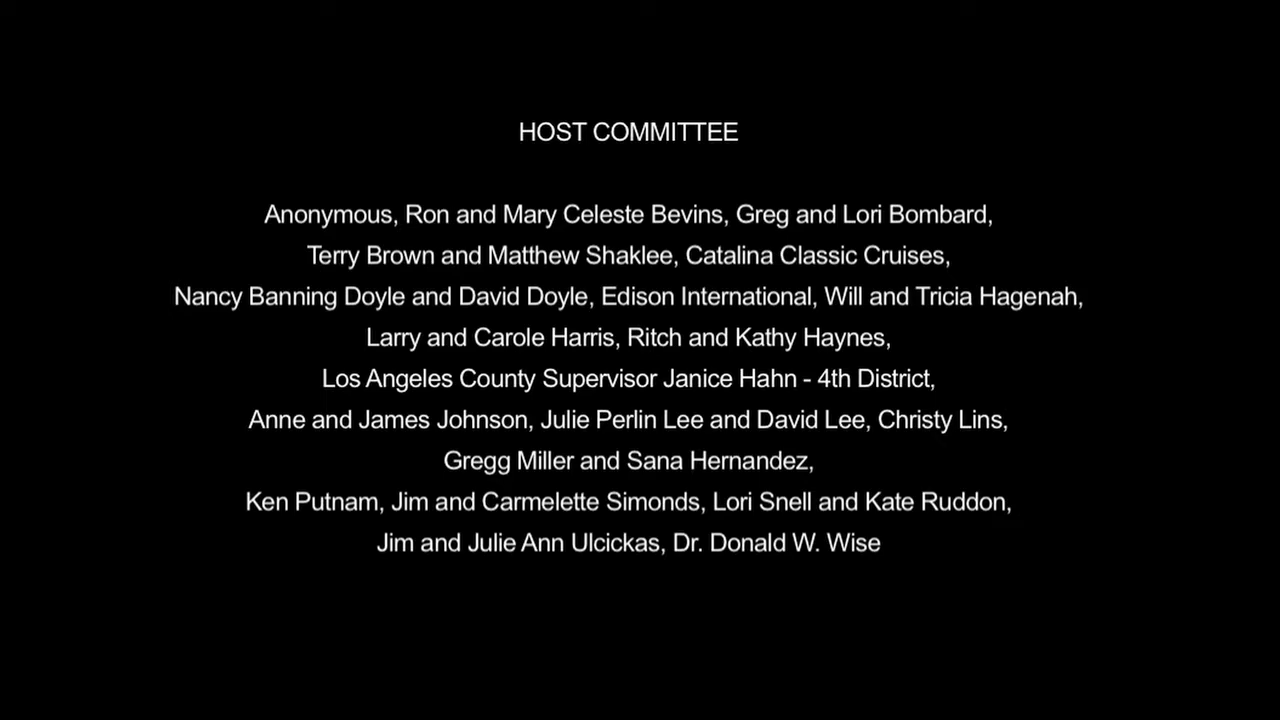 HOST COMMITTEE
Anonymous, Ron and Mary Celeste Bevins, Greg and Lori Bombard,
Terry Brown and Matthew Shaklee, Catalina Classic Cruises,
Nancy Banning Doyle and David Doyle, Edison International, Will and Tricia Hagenah,
Larry and Carole Harris, Ritch and Kathy Haynes,
Los Angeles County Supervisor Janice Hahn - 4th District,
Anne and James Johnson, Julie Perlin Lee and David Lee, Christy Lins,
Gregg Miller and Sana Hernandez,
Ken Putnam, Jim and Carmelette Simonds, Lori Snell and Kate Ruddon,
Jim and Julie Ann Ulcickas, Dr. Donald W. Wise